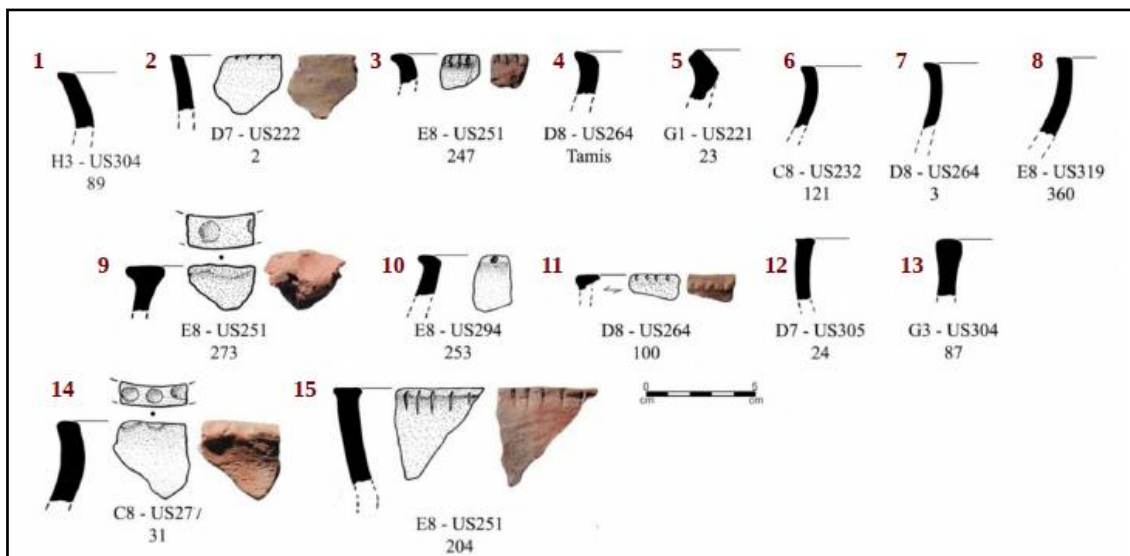 1
H3 - US304
89
2
D7 - US222
2
3
E8 - US251
247
4
D8 - US264
Tamis
5
G1 - US221
23
6
C8 - US232
121
7
D8 - US264
3
8
E8 - US319
360
9
E8 - US251
273
10
E8 - US294
253
11
D8 - US264
100
12
D7 - US305
24
13
G3 - US304
87
14
C8 - US27/
31
15
E8 - US251
204
0 5
cm cm